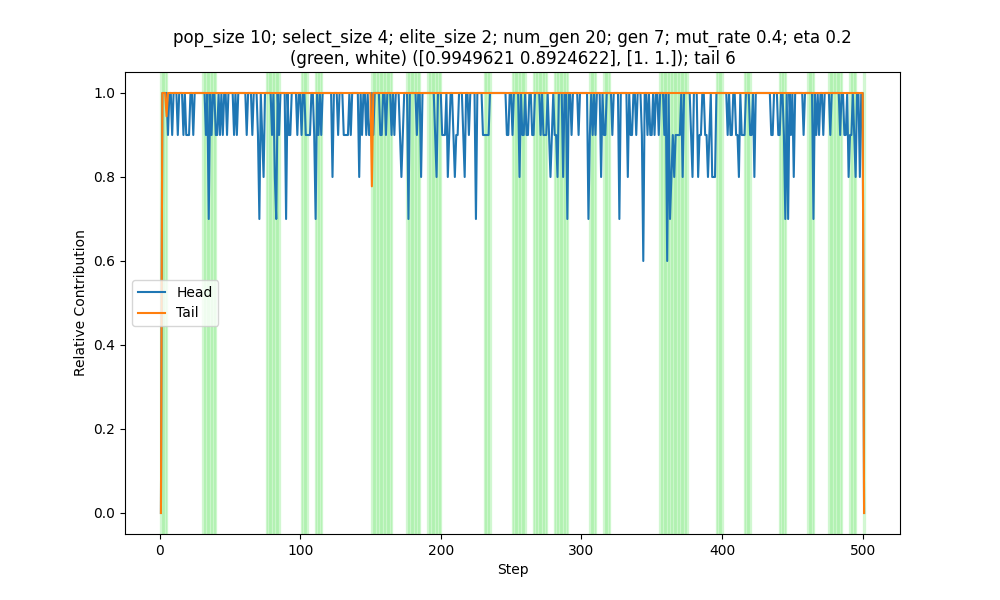 pop_size 10; select_size 4; elite_size 2; num_gen 20; gen 7; mut_rate 0.4; eta 0.2
(green, white) ([0.9949621 0.8924622], [1. 1.]); tail 6
1.0
0.8
0.6
0.4
0.2
0.0
Relative Contribution
Head
Tail
0
100
200
300
400
500
Step